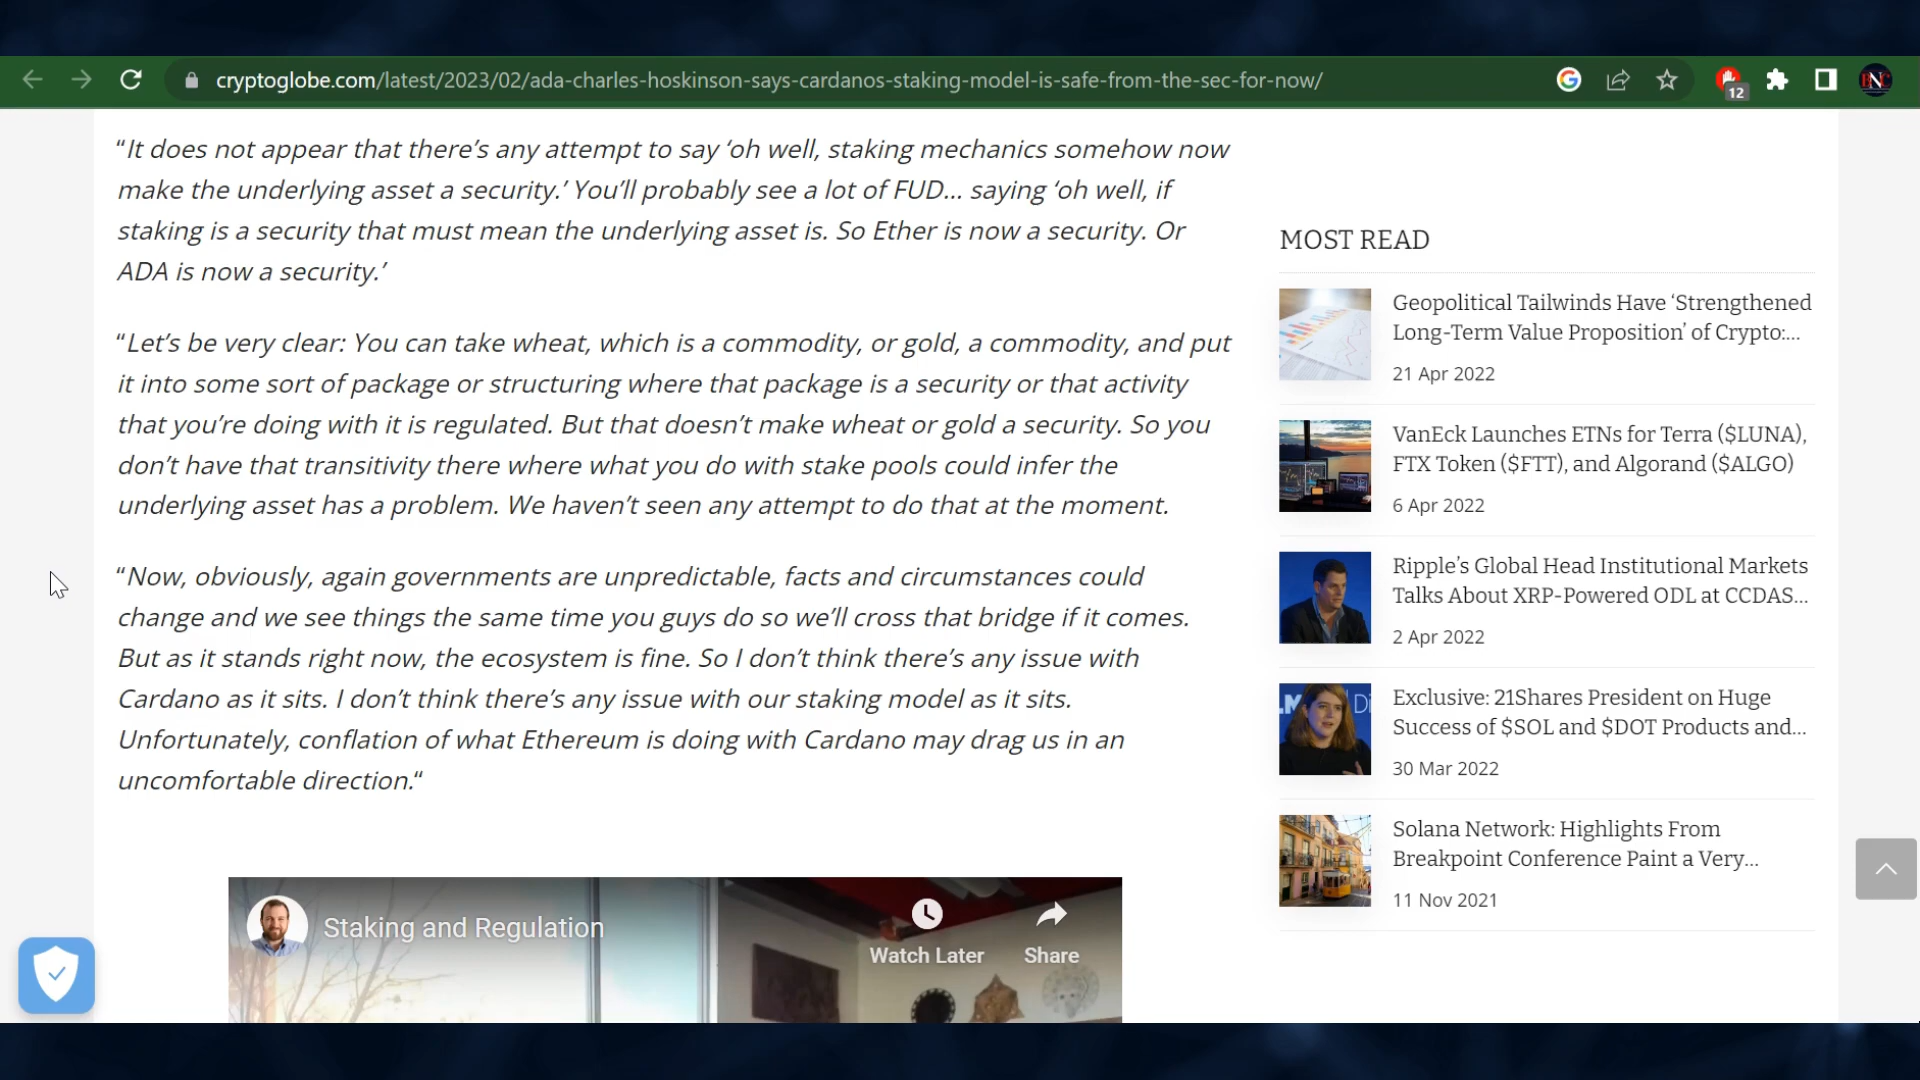 cryptoglobe.com/latest/2023/02/ada-charles-hoskinson-says-cardanos-staking-model-is-safe-from-the-sec-for-now/
12
BNC
“It does not appear that there’s any attempt to say ‘oh well, staking mechanics somehow now
make the underlying asset a security.’ You’ll probably see a lot of FUD… saying ‘oh well, if
staking is a security that must mean the underlying asset is. So Ether is now a security. Or
ADA is now a security.’
“Let’s be very clear: You can take wheat, which is a commodity, or gold, a commodity, and put
it into some sort of package or structuring where that package is a security or that activity
that you’re doing with it is regulated. But that doesn’t make wheat or gold a security. So you
don’t have that transitivity there where what you do with stake pools could infer the
underlying asset has a problem. We haven’t seen any attempt to do that at the moment.
“Now, obviously, again governments are unpredictable, facts and circumstances could
change and we see things the same time you guys do so we’ll cross that bridge if it comes.
But as it stands right now, the ecosystem is fine. So I don’t think there’s any issue with
Cardano as it sits. I don’t think there’s any issue with our staking model as it sits.
Unfortunately, conflation of what Ethereum is doing with Cardano may drag us in an
uncomfortable direction.“
Staking and Regulation
Watch Later
Share
MOST READ
Geopolitical Tailwinds Have ‘Strengthened
Long-Term Value Proposition’ of Crypto:...
21 Apr 2022
VanEck Launches ETNs for Terra ($LUNA),
FTX Token ($FTT), and Algorand ($ALGO)
6 Apr 2022
Ripple’s Global Head Institutional Markets
Talks About XRP-Powered ODL at CCDAS...
2 Apr 2022
Exclusive: 21Shares President on Huge
Success of $SOL and $DOT Products and...
30 Mar 2022
Solana Network: Highlights From
Breakpoint Conference Paint a Very...
11 Nov 2021